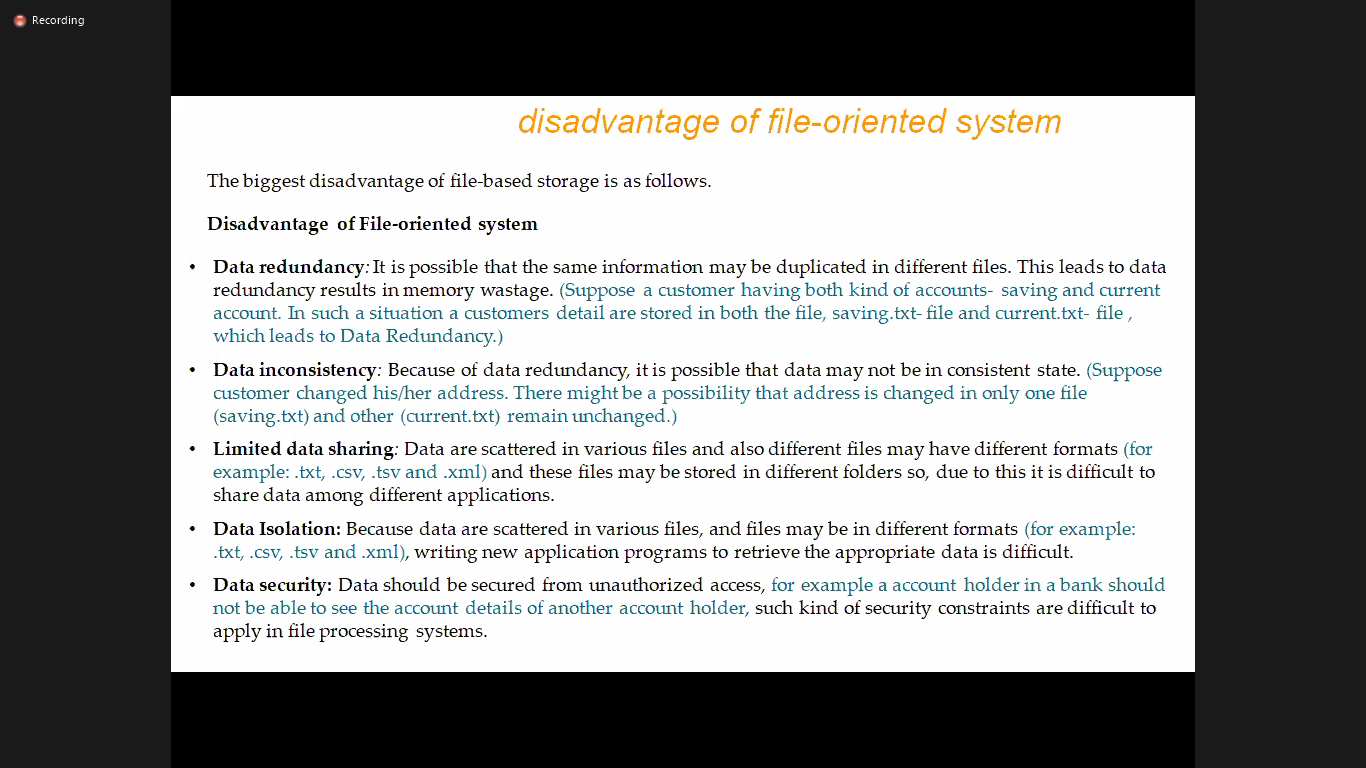 Recording
disadvantage of file-oriented system
The biggest disadvantage of file-based storage is as follows.
Disadvantage of File-oriented system
• Data redundancy: It is possible that the same information may be duplicated in different files. This leads to data
redundancy results in memory wastage. (Suppose a customer having both kind of accounts- saving and current
account. In such a situation a customers detail are stored in both the file, saving.txt- file and current.txt- file ,
which leads to Data Redundancy.)
• Data inconsistency: Because of data redundancy, it is possible that data may not be in consistent state. (Suppose
customer changed his/her address. There might be a possibility that address is changed in only one file
(saving.txt) and other (current.txt) remain unchanged.)
• Limited data sharing: Data are scattered in various files and also different files may have different formats (for
example: .txt, .csv, .tsv and .xml) and these files may be stored in different folders so, due to this it is difficult to
share data among different applications.
• Data Isolation: Because data are scattered in various files, and files may be in different formats (for example:
.txt, .csv, .tsv and .xml), writing new application programs to retrieve the appropriate data is difficult.
• Data security: Data should be secured from unauthorized access, for example a account holder in a bank should
not be able to see the account details of another account holder, such kind of security constraints are difficult to
apply in file processing systems.